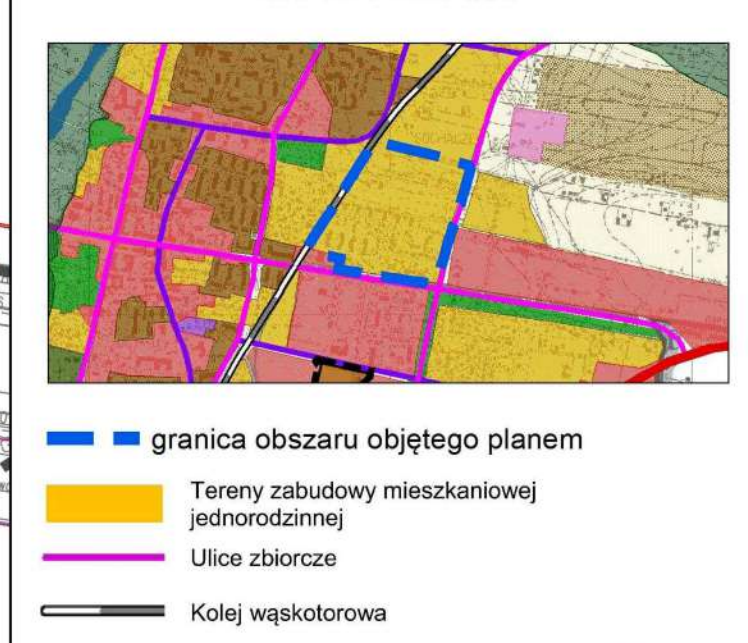 granica obszaru objętego planem
Tereny zabudowy mieszkaniowej
jednorodzinnej
Ulice zbiorcze
Kolej wąskotorowa